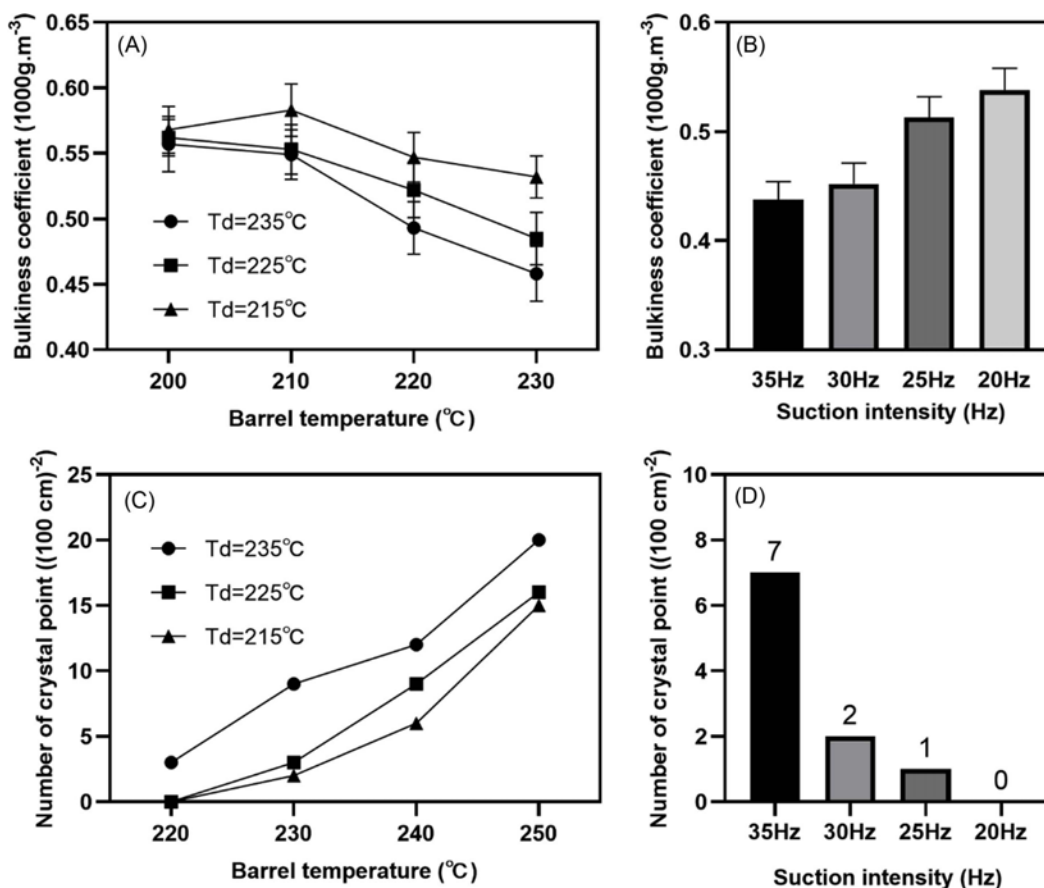 (A)
Bulkiness coefficient (1000g.m⁻³)
0.65
0.60
0.55
0.50
0.45
0.40
Td=235°C
Td=225°C
Td=215°C
200 210 220 230
Barrel temperature (°C)
(B)
Bulkiness coefficient (1000g.m⁻³)
0.6
0.5
0.4
0.3
35Hz 30Hz 25Hz 20Hz
Suction intensity (Hz)
(C)
Number of crystal point ((100 cm)⁻²
25
20
15
10
5
0
Td=235°C
Td=225°C
Td=215°C
220 230 240 250
Barrel temperature (°C)
(D)
Number of crystal point ((100 cm)⁻²
10
8
6
4
2
0
7
2
1
0
35Hz 30Hz 25Hz 20Hz
Suction intensity (Hz)